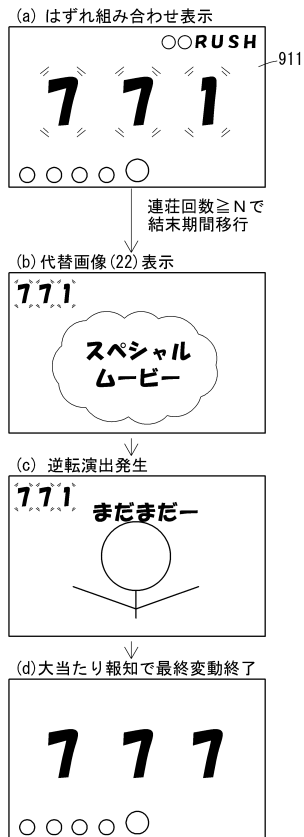 (a) はずれ組み合わせ表示
○○RUSH
911
7 7 1
連荘回数≧Nで
結末期間移行
(b)代替画像(22)表示
771
スペシャル
ムービー
(c) 逆転演出発生
771
まだまだー
(d)大当たり報知で最終変動終了
7 7 7